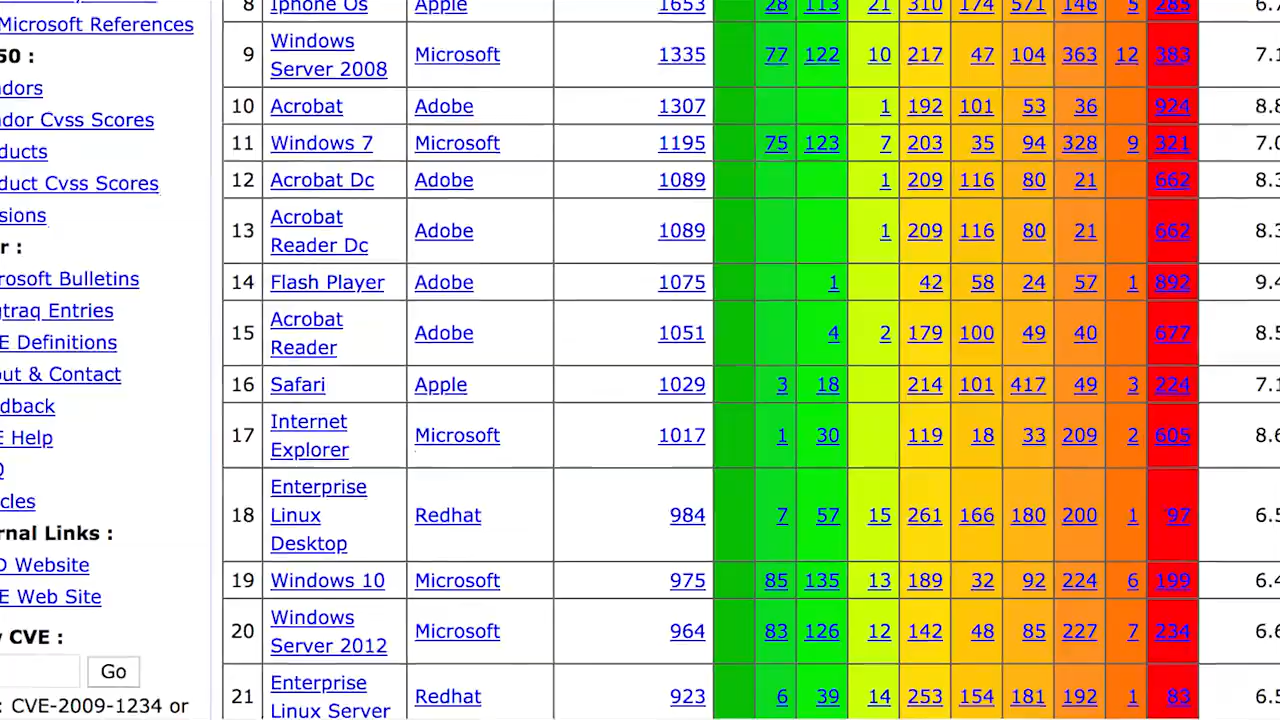 Microsoft References
50 :
dors
dor Cvss Scores
ducts
duct Cvss Scores
sions
r :
rosoft Bulletins
gtraq Entries
E Definitions
out & Contact
dback
E Help
Q
cles
rnal Links :
D Website
E Web Site
v CVE :
Go
: CVE-2009-1234 or
8 Iphone Os Apple 1653 28 113 21 310 174 571 146 5 285 6.
9 Windows Server 2008 Microsoft 1335 77 122 10 217 47 104 363 12 383 7.1
10 Acrobat Adobe 1307 1 192 101 53 36 924 8.8
11 Windows 7 Microsoft 1195 75 123 7 203 35 94 328 9 321 7.0
12 Acrobat Dc Adobe 1089 1 209 116 80 21 662 8.3
13 Acrobat Reader Dc Adobe 1089 1 209 116 80 21 662 8.3
14 Flash Player Adobe 1075 1 42 58 24 57 1 892 9.4
15 Acrobat Reader Adobe 1051 4 2 179 100 49 40 677 8.5
16 Safari Apple 1029 3 18 214 101 417 49 3 224 7.1
17 Internet Explorer Microsoft 1017 1 30 119 18 33 209 2 605 8.6
18 Enterprise Linux Desktop Redhat 984 7 57 15 261 166 180 200 1 97 6.5
19 Windows 10 Microsoft 975 85 135 13 189 32 92 224 6 199 6.4
20 Windows Server 2012 Microsoft 964 83 126 12 142 48 85 227 7 234 6.6
21 Enterprise Linux Server Redhat 923 6 39 14 253 154 181 192 1 83 6.5